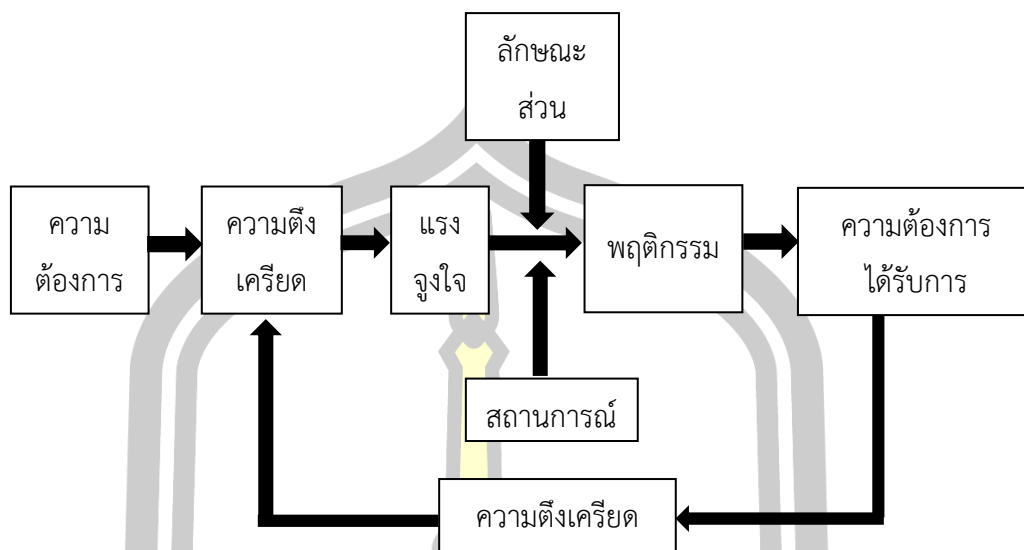 ลักษณะ
ส่วน
ความ
ต้องการ
ความตึง
เครียด
แรง
จูงใจ
พฤติกรรม
ความต้องการ
ได้รับการ
สถานการณ์
ความตึงเครียด